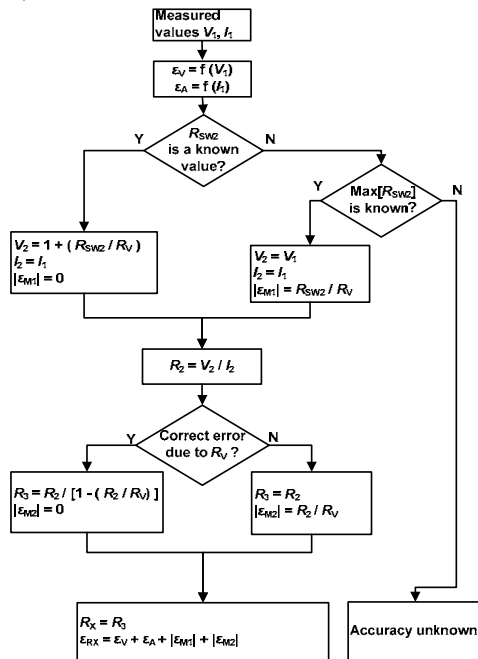 Measured
values V₁, I₁
εV = f (V₁)
εA = f (I₁)
RSW2
is a known
value?
Y
N
Max[RSW2]
is known?
Y
N
V₂ = 1 + ( RSW2 / RV )
I₂ = I₁
|εM1| = 0
V₂ = V₁
I₂ = I₁
|εM1| = RSW2 / RV
R₂ = V₂ / I₂
Correct error
due to RV ?
Y
N
R₃ = R₂ / [1 - ( R₂ / RV) ]
|εM2| = 0
R₃ = R₂
|εM2| = R₂ / RV
RX = R₃
εRX = εV + εA + |εM1| + |εM2|
Accuracy unknown